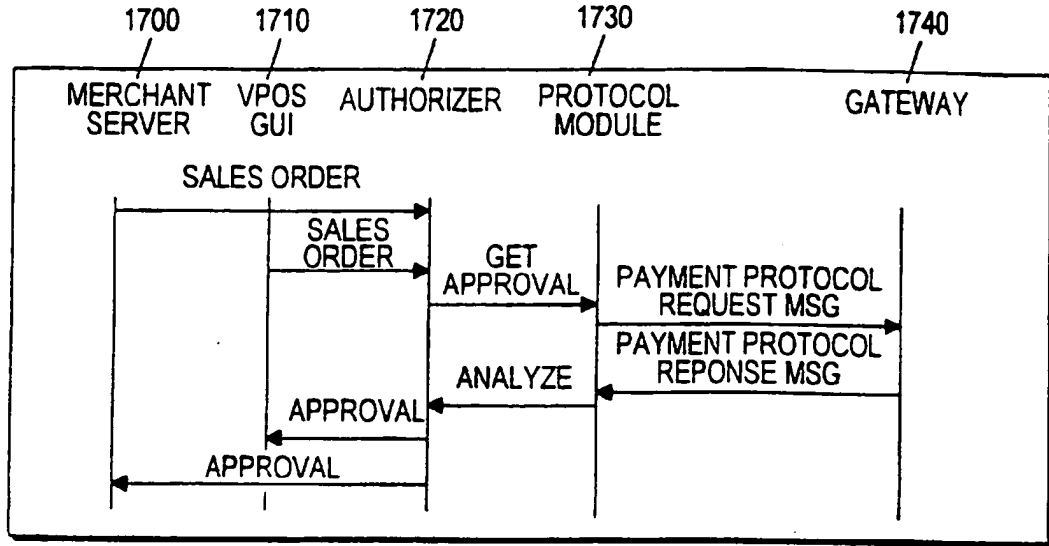 1700 1710 1720 1730 1740
MERCHANT SERVER
VPOS GUI
AUTHORIZER
PROTOCOL MODULE
GATEWAY
SALES ORDER
SALES
ORDER
GET
APPROVAL
PAYMENT PROTOCOL
REQUEST MSG
PAYMENT PROTOCOL
REPONSE MSG
ANALYZE
APPROVAL
APPROVAL